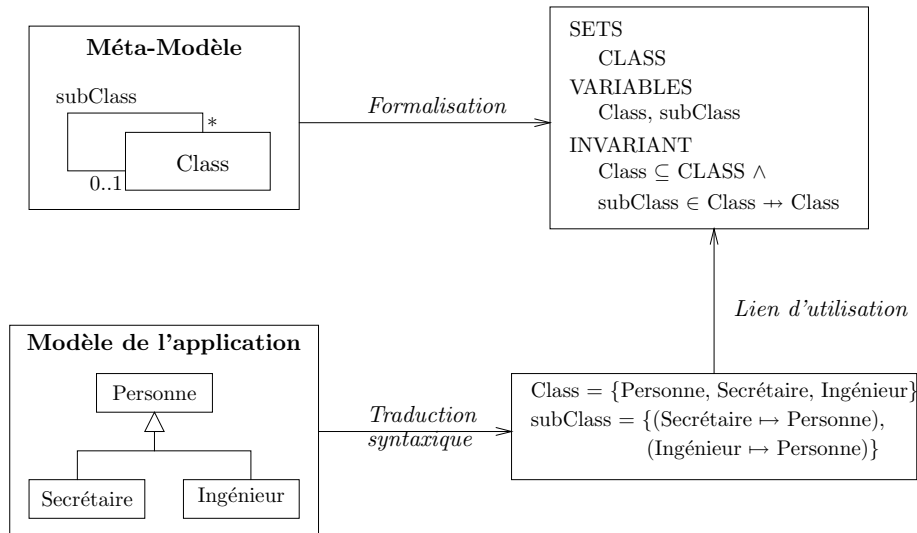 Méta-Modèle
subClass
*
Class
0..1
Formalisation
SETS
CLASS
VARIABLES
Class, subClass
INVARIANT
Class ⊆ CLASS ∧
subClass ∈ Class ⇸ Class
Lien d'utilisation
Modèle de l'application
Personne
Secrétaire
Ingénieur
Traduction
syntaxique
Class = {Personne, Secrétaire, Ingénieur}
subClass = {(Secrétaire ↦ Personne),
(Ingénieur ↦ Personne)}